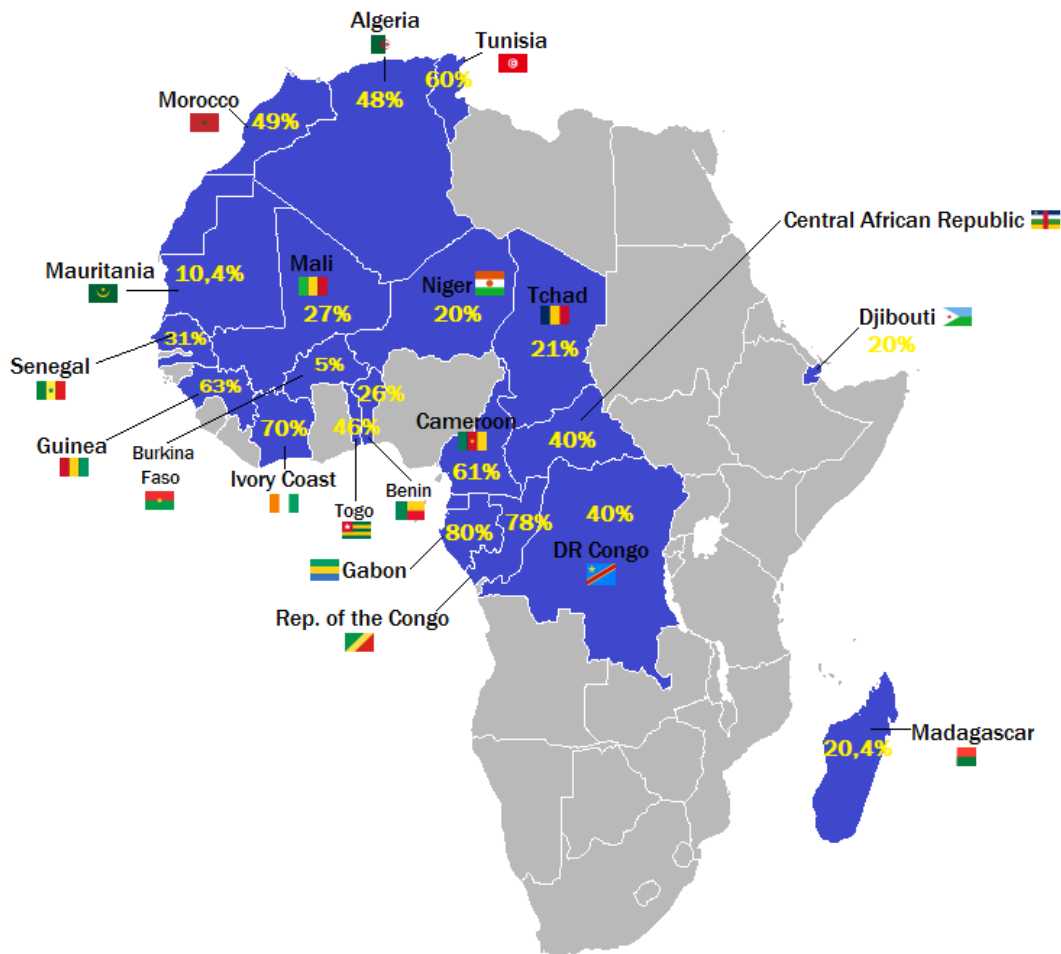 Algeria
Tunisia
60%
48%
Morocco
49%
Central African Republic
Mauritania
10,4%
Mali
27%
Niger
20%
Tchad
21%
Djibouti
20%
Senegal
31%
5%
63%
26%
Guinea
70%
46%
Cameroon
61%
40%
Burkina
Faso
Ivory Coast
Togo
Benin
80%
78%
40%
DR Congo
Gabon
Rep. of the Congo
Madagascar
20,4%